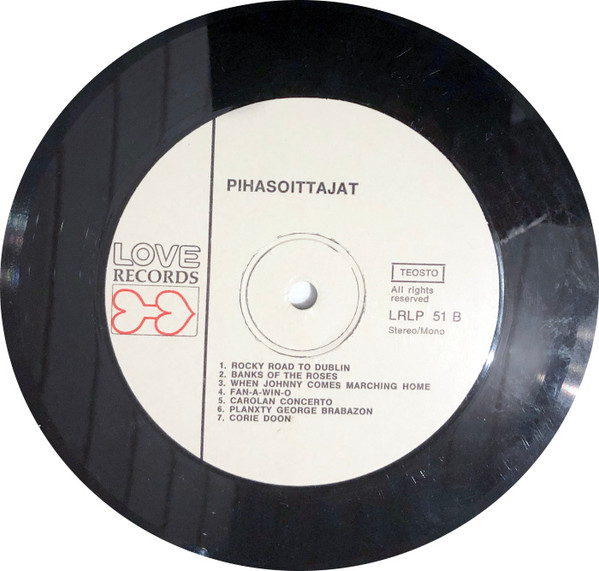 PIHASOITTAJAT
LOVE
RECORDS
TEOSTO
All rights
reserved
LRLP 51 B
Stereo/Mono
1. ROCKY ROAD TO DUBLIN
2. BANKS OF THE ROSES
3. WHEN JOHNNY COMES MARCHING HOME
4. FAN-A-WIN-O
5. CAROLAN CONCERTO
6. PLANXTY GEORGE BRABAZON
7. CORIE DOON